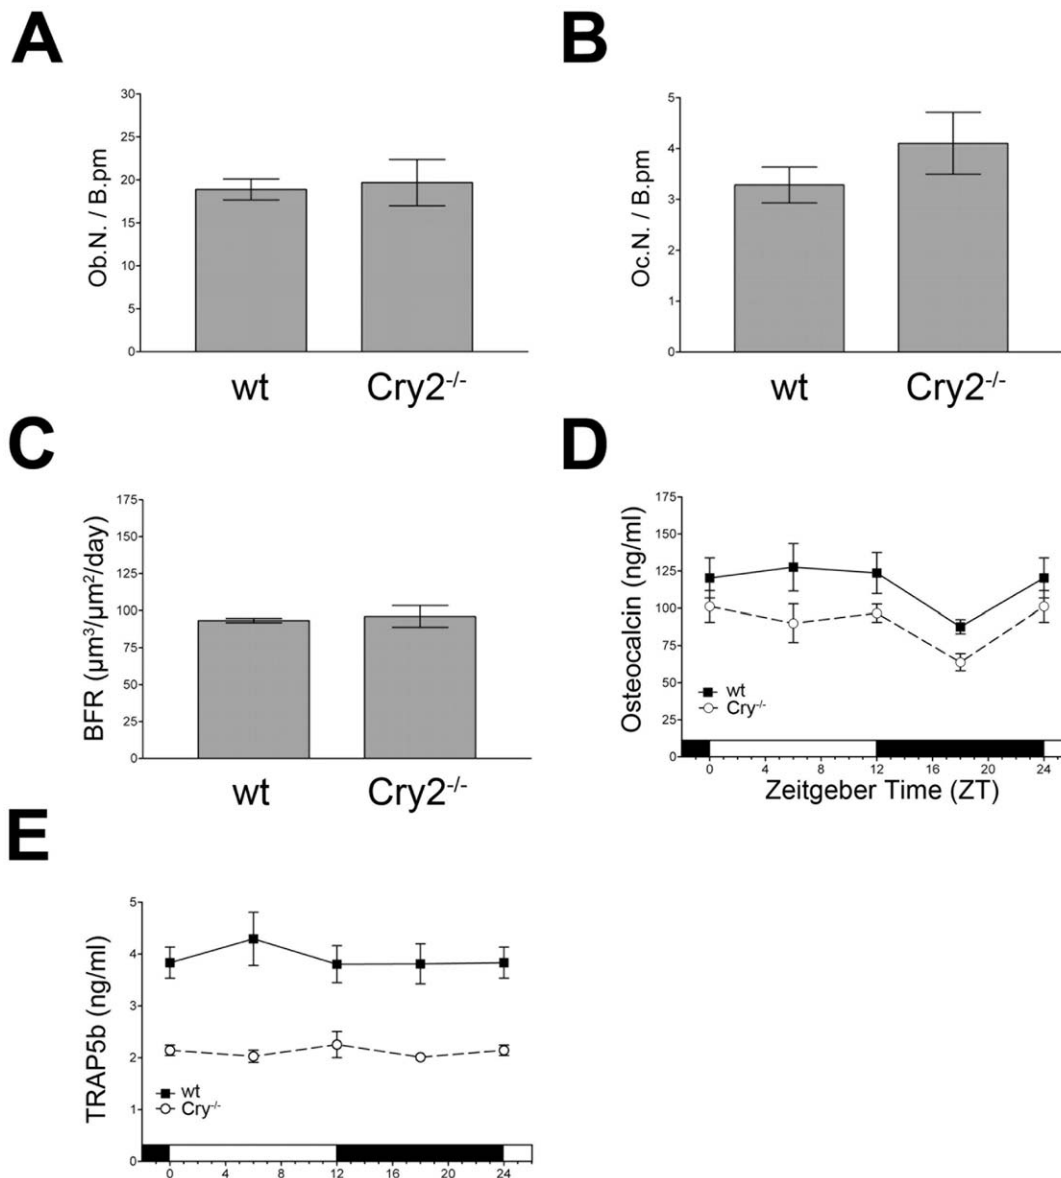 A
Ob.N. / B.pm
30
25
20
15
10
5
0
wt Cry2-/-
B
Oc.N. / B.pm
5
4
3
2
1
0
wt Cry2-/-
C
BFR (µm³/µm²/day)
175
150
125
100
75
50
25
0
wt Cry2-/-
D
Osteocalcin (ng/ml)
175
150
125
100
75
50
25
0
wt
Cry-/-
0 4 8 12 16 20 24
Zeitgeber Time (ZT)
E
TRAP5b (ng/ml)
5
4
3
2
1
0
wt
Cry-/-
0 4 8 12 16 20 24